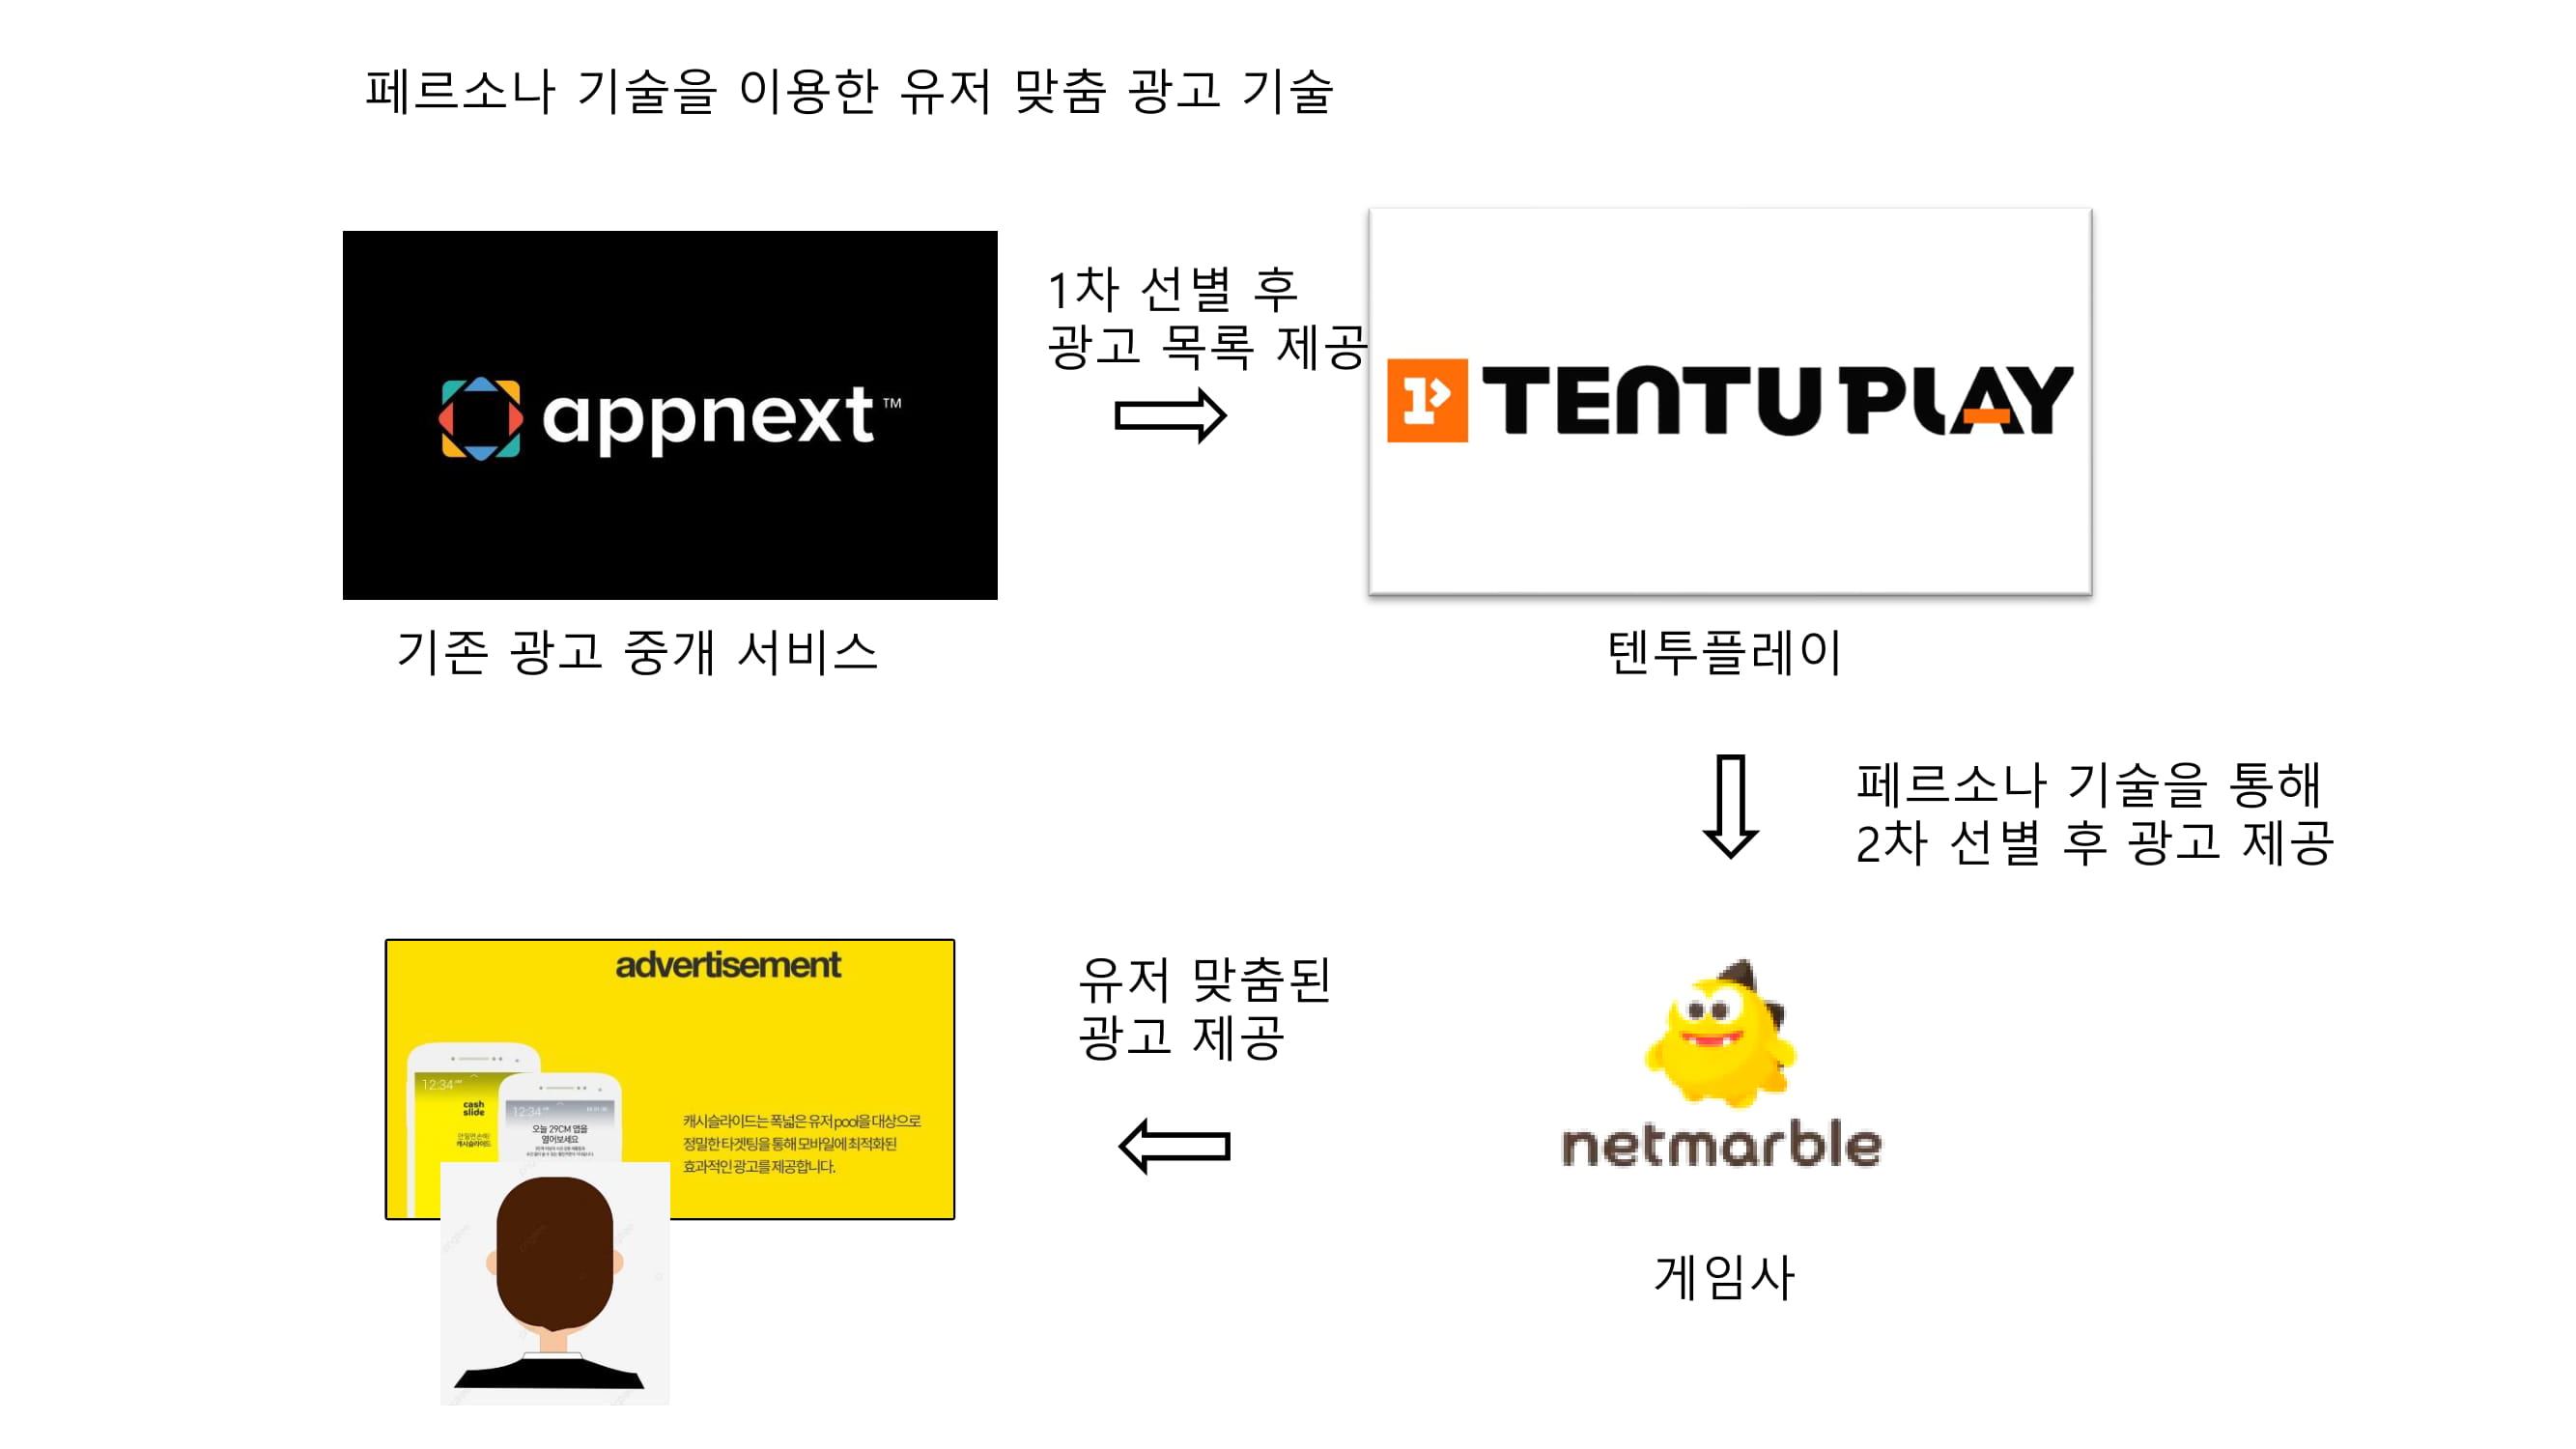 페르소나 기술을 이용한 유저 맞춤 광고 기술
appnext™
1차 선별 후
광고 목록 제공
TENTUPLAY
기존 광고 중개 서비스
텐투플레이
페르소나 기술을 통해
2차 선별 후 광고 제공
advertisement
12:34
cash
slide
캐시슬라이드
12:34
오늘 29CM 앱을
열어보세요
캐시슬라이드는 폭넓은 유저 pool을 대상으로
정밀한 타겟팅을 통해 모바일에 최적화된
효과적인 광고를 제공합니다.
유저 맞춤된
광고 제공
netmarble
게임사